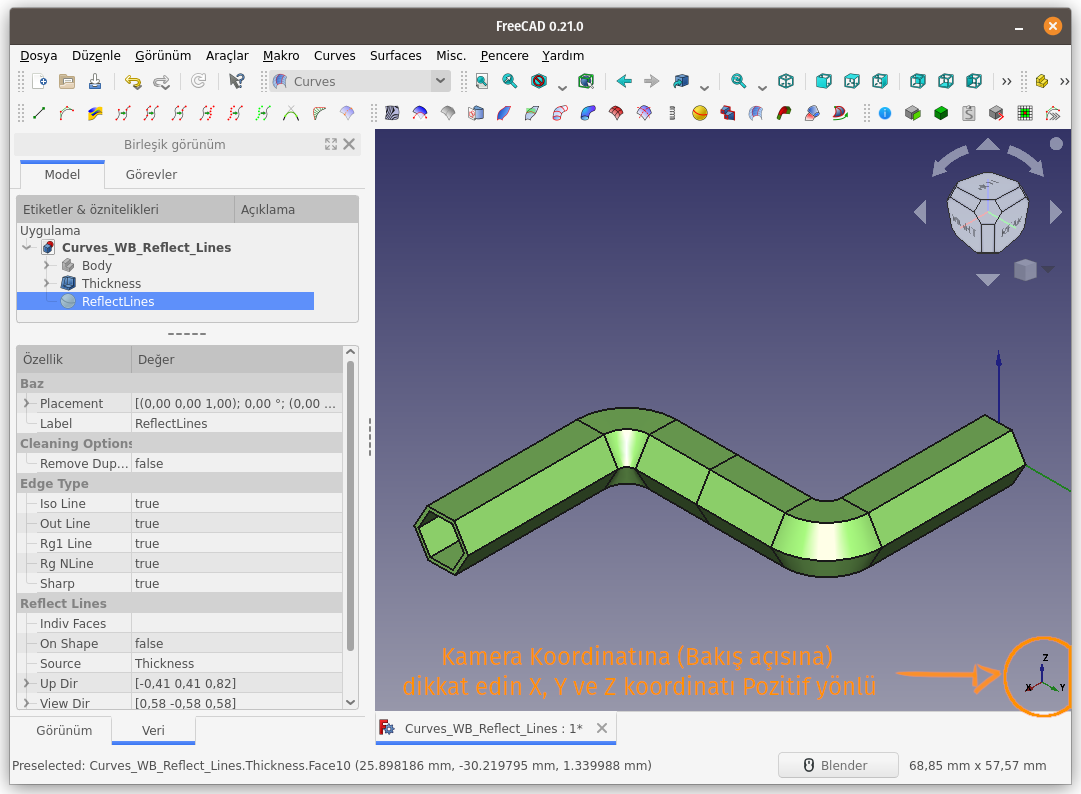 FreeCAD 0.21.0
Dosya Düzenle Görünüm Araçlar Makro Curves Surfaces Misc. Pencere Yardım
Curves
Birleşik görünüm
Model Görevler
Etiketler & öznitelikleri Açıklama
Uygulama
Curves_WB_Reflect_Lines
Body
Thickness
ReflectLines
Özellik Değer
Baz
Placement [(0,00 0,00 1,00); 0,00 °; (0,00 ...
Label ReflectLines
Cleaning Options
Remove Dup... false
Edge Type
Iso Line true
Out Line true
Rg1 Line true
Rg NLine true
Sharp true
Reflect Lines
Indiv Faces
On Shape false
Source Thickness
Up Dir [-0,41 0,41 0,82]
View Dir [0,58 -0,58 0,58]
Kamera Koordinatına (Bakış açısına)
dikkat edin X, Y ve Z koordinatı Pozitif yönlü
Z
X Y
Görünüm Veri
Curves_WB_Reflect_Lines : 1*
Preselected: Curves_WB_Reflect_Lines.Thickness.Face10 (25.898186 mm, -30.219795 mm, 1.339988 mm)
Blender 68,85 mm x 57,57 mm